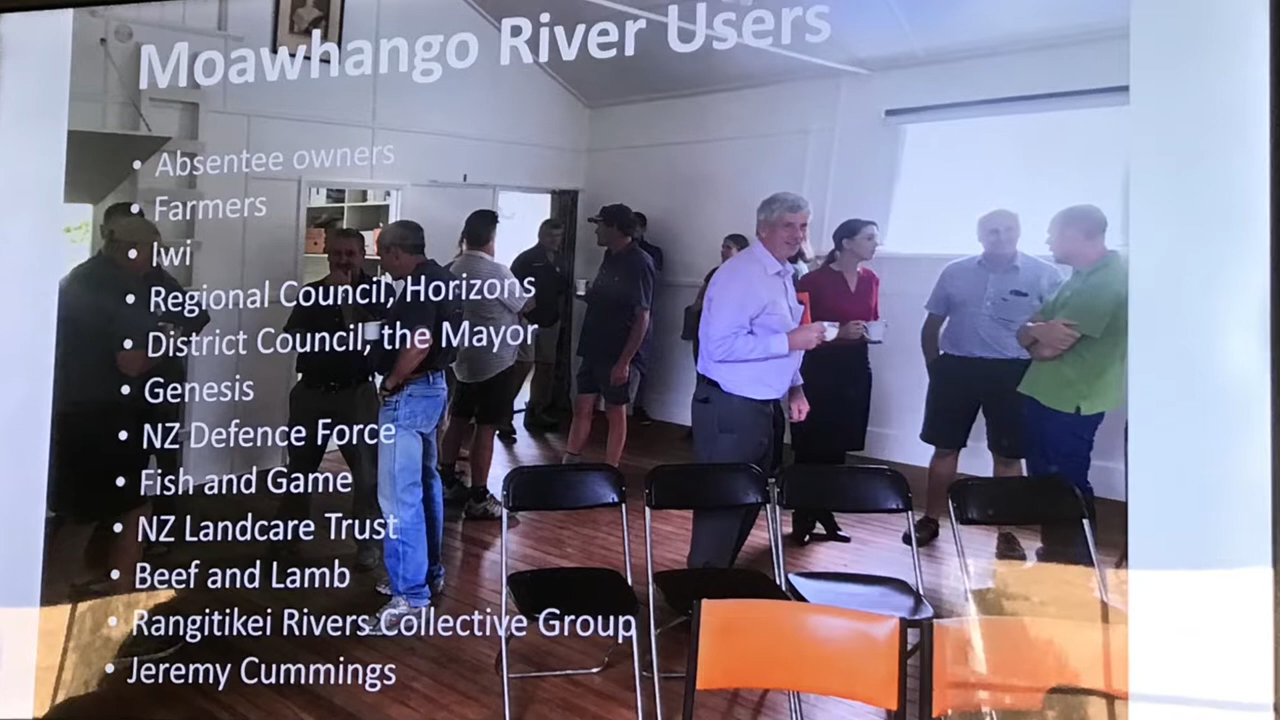 Moawhango River Users
• Absentee owners
• Farmers
• Iwi
• Regional Council, Horizons
• District Council, the Mayor
• Genesis
• NZ Defence Force
• Fish and Game
• NZ Landcare Trust
• Beef and Lamb
• Rangitikei Rivers Collective Group
• Jeremy Cummings